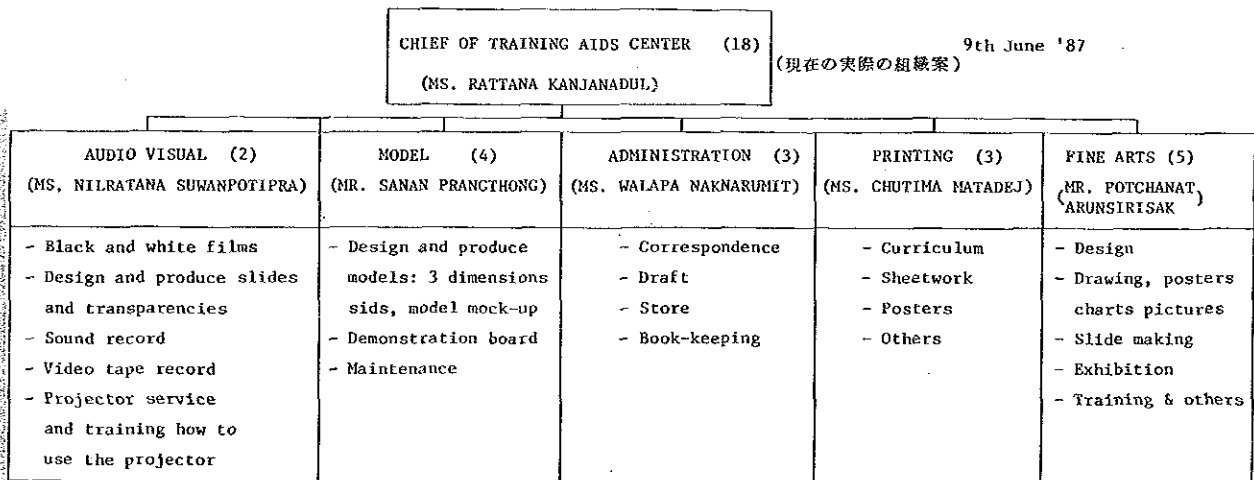 CHIEF OF TRAINING AIDS CENTER (18)
(MS. RATTANA KANJANADUL)
9th June '87
(現在の実際の組織案)
AUDIO VISUAL (2)
(MS, NILRATANA SUWANPOTIPRA)
- Black and white films
- Design and produce slides
and transparencies
- Sound record
- Video tape record
- Projector service
and training how to
use the projector
MODEL (4)
(MR. SANAN PRANGTHONG)
- Design and produce
models: 3 dimensions
sids, model mock-up
- Demonstration board
- Maintenance
ADMINISTRATION (3)
(MS. WALAPA NAKNARUMIT)
- Correspondence
- Draft
- Store
- Book-keeping
PRINTING (3)
(MS. CHUTIMA MATADEJ)
- Curriculum
- Sheetwork
- Posters
- Others
FINE ARTS (5)
(MR. POTCHANAT
ARUNSIRISAK)
- Design
- Drawing, posters
charts pictures
- Slide making
- Exhibition
- Training & others